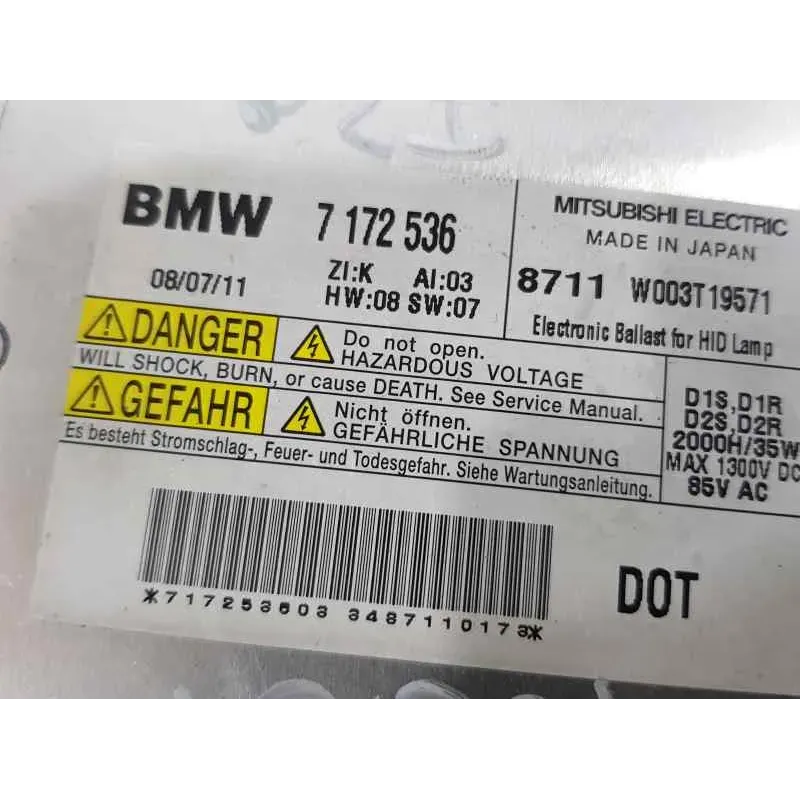 BMW 7 172 536
08/07/11
ZI:K AI:03
HW:08 SW:07
MITSUBISHI ELECTRIC
MADE IN JAPAN
8711 W003T19571
Electronic Ballast for HID Lamp
DANGER
Do not open.
HAZARDOUS VOLTAGE
WILL SHOCK, BURN, or cause DEATH. See Service Manual.
GEFAHR
Nicht öffnen.
GEFÄHRLICHE SPANNUNG
Es besteht Stromschlag-, Feuer- und Todesgefahr. Siehe Wartungsanleitung.
D1S,D1R
D2S,D2R
2000H/35W
MAX 1300V DC
85V AC
*717253603 3487110173*
DOT